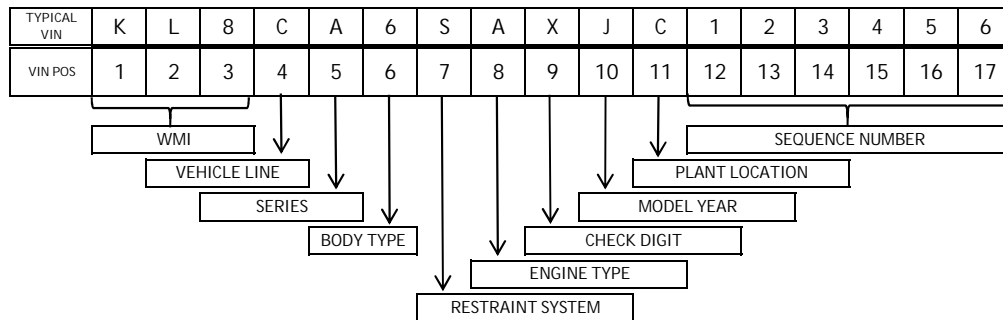 TYPICAL VIN K L 8 C A 6 S A X J C 1 2 3 4 5 6
VIN POS 1 2 3 4 5 6 7 8 9 10 11 12 13 14 15 16 17
WMI SEQUENCE NUMBER
VEHICLE LINE PLANT LOCATION
SERIES MODEL YEAR
BODY TYPE CHECK DIGIT
ENGINE TYPE
RESTRAINT SYSTEM